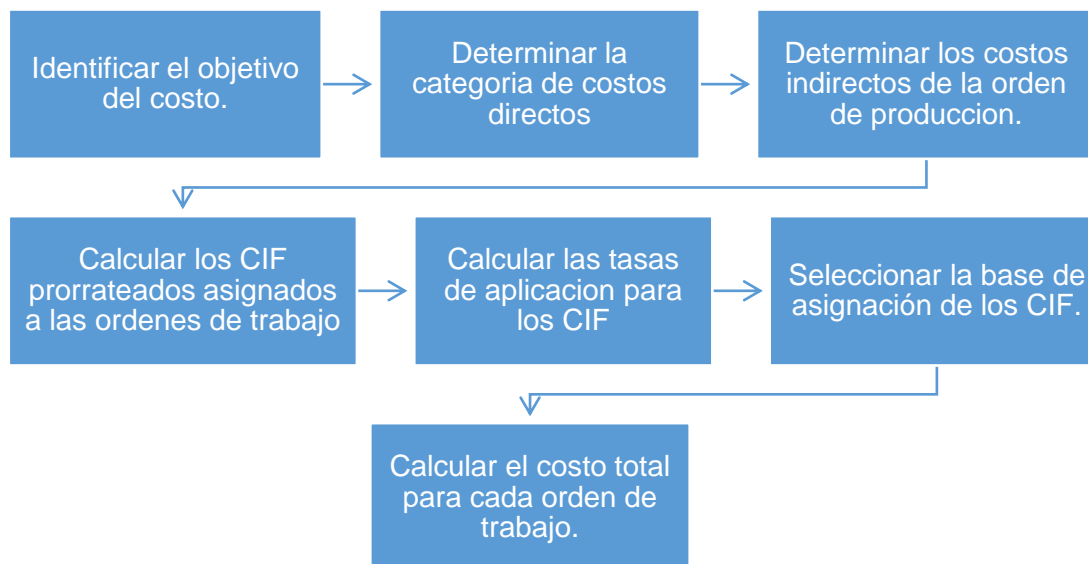 Identificar el objetivo
del costo.
Determinar la
categoria de costos
directos
Determinar los costos
indirectos de la orden
de produccion.
Calcular los CIF
prorrateados asignados
a las ordenes de trabajo
Calcular las tasas
de aplicacion para
los CIF
Seleccionar la base de
asignación de los CIF.
Calcular el costo total
para cada orden de
trabajo.